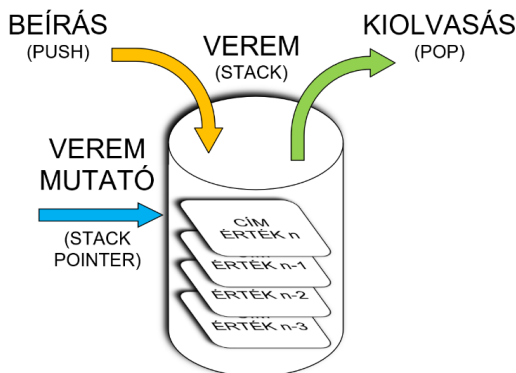 BEÍRÁS
(PUSH)
VEREM
(STACK)
KIOLVASÁS
(POP)
VEREM
MUTATÓ
(STACK
POINTER)
CÍM
ÉRTÉK n
ÉRTÉK n-1
ÉRTÉK n-2
ÉRTÉK n-3